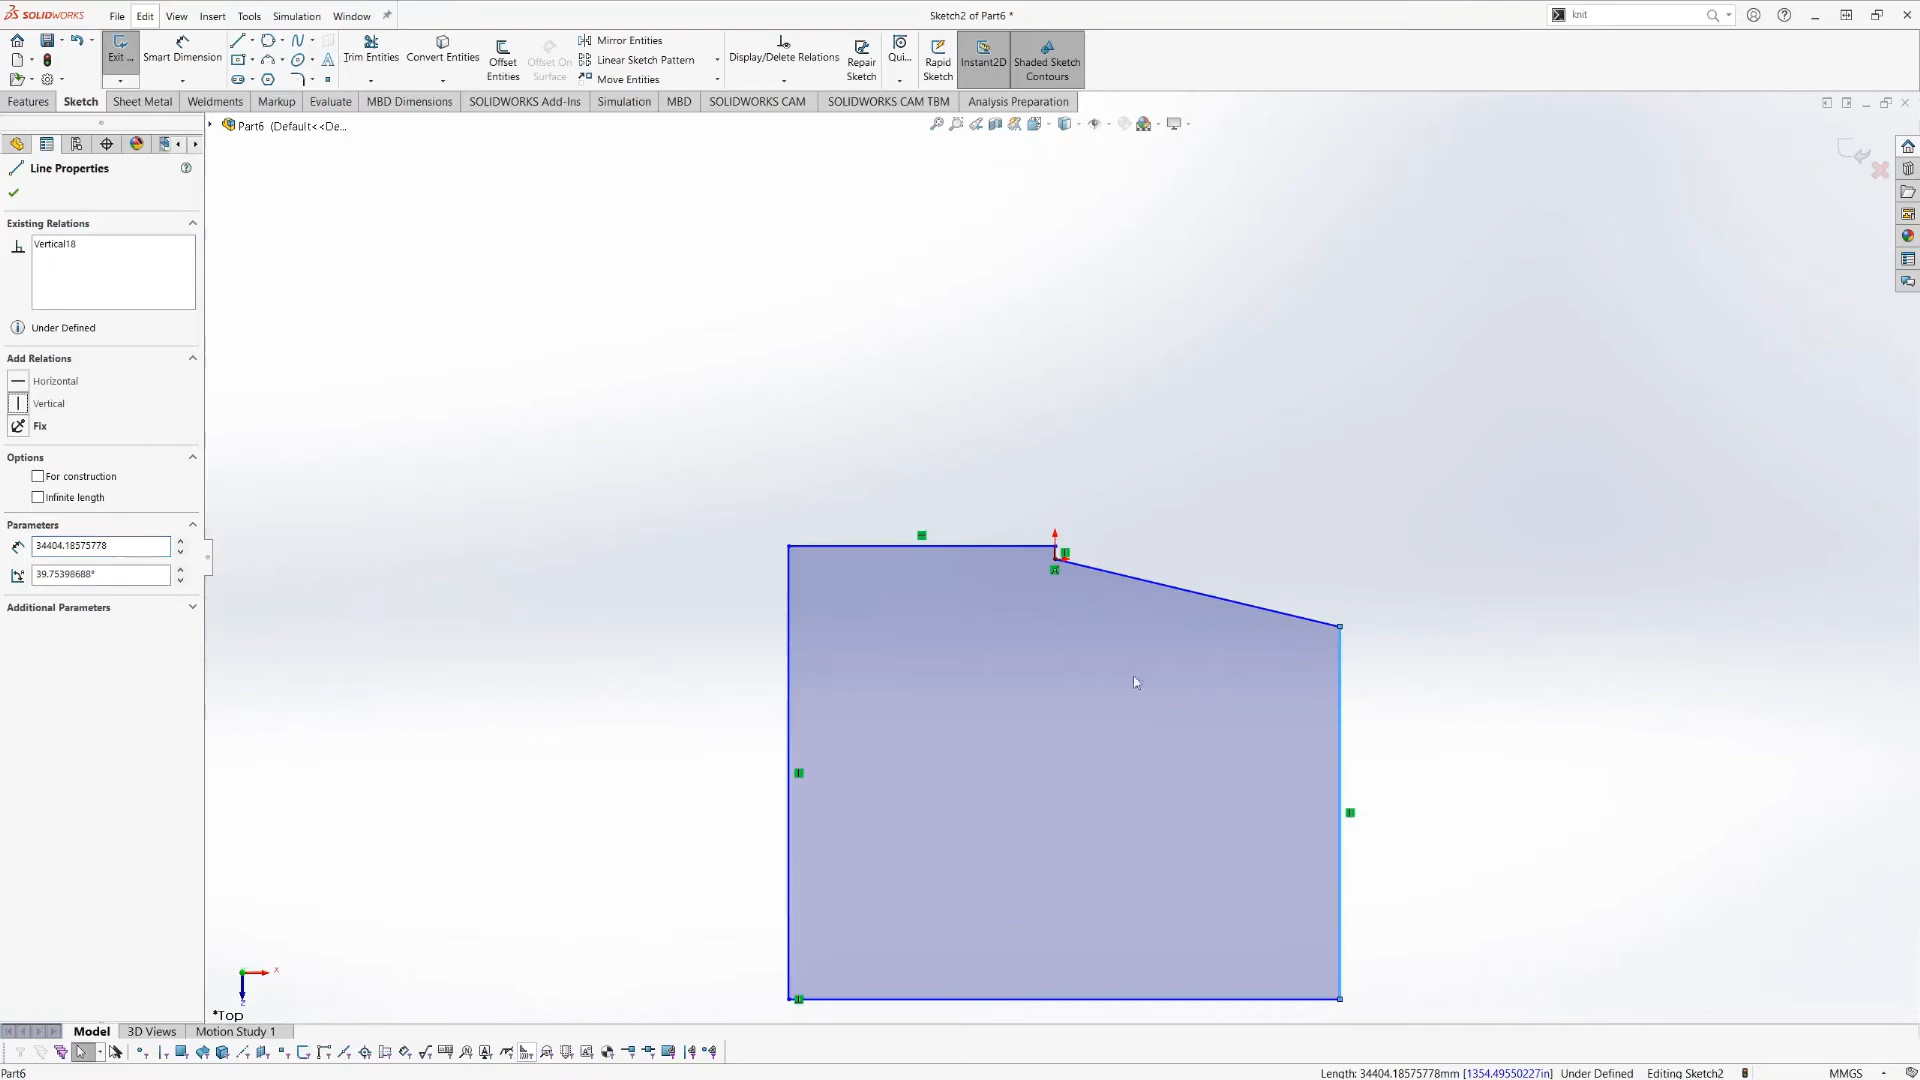 SOLIDWORKS File Edit View Insert Tools Simulation Window Sketch2 of Part6 * knit
Exit ... Smart Dimension Trim Entities Convert Entities Offset Entities Offset On Surface Mirror Entities Linear Sketch Pattern Move Entities Display/Delete Relations Repair Sketch Qui... Rapid Sketch Instant2D Shaded Sketch Contours
Features Sketch Sheet Metal Weldments Markup Evaluate MBD Dimensions SOLIDWORKS Add-Ins Simulation MBD SOLIDWORKS CAM SOLIDWORKS CAM TBM Analysis Preparation
Part6 (Default<<De...
Line Properties
Existing Relations
Vertical18
Under Defined
Add Relations
Horizontal
Vertical
Fix
Options
For construction
Infinite length
Parameters
34404.18575778
39.75398688°
Additional Parameters
X
Z
*Top
Model 3D Views Motion Study 1
Part6 Length: 34404.18575778mm [1354.49550227in] Under Defined Editing Sketch2 MMGS